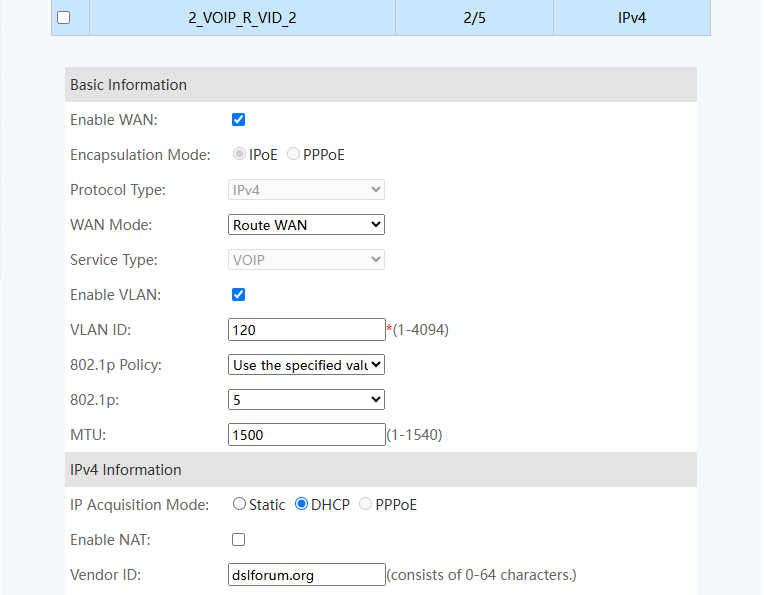 2_VOIP_R_VID_2 2/5 IPv4
Basic Information
Enable WAN:
Encapsulation Mode: IPoE PPPoE
Protocol Type: IPv4
WAN Mode: Route WAN
Service Type: VOIP
Enable VLAN:
VLAN ID: 120 *(1-4094)
802.1p Policy: Use the specified valu
802.1p: 5
MTU: 1500 (1-1540)
IPv4 Information
IP Acquisition Mode: Static DHCP PPPoE
Enable NAT:
Vendor ID: dslforum.org (consists of 0-64 characters.)